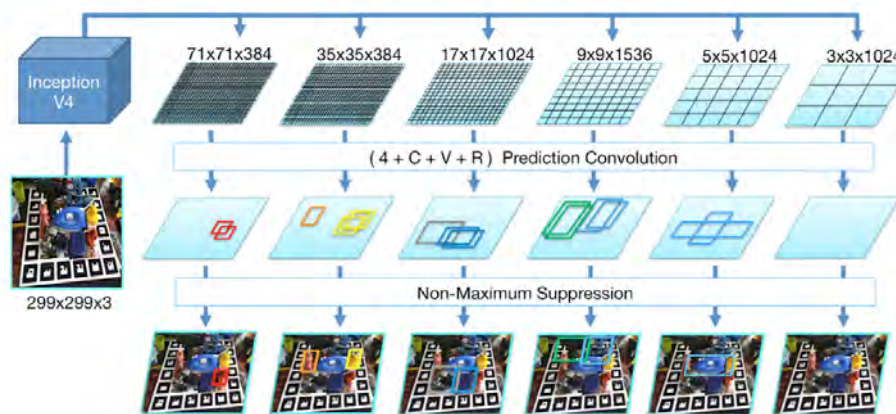 71x71x384
35x35x384
17x17x1024
9x9x1536
5x5x1024
3x3x1024
Inception
V4
( 4 + C + V + R ) Prediction Convolution
299x299x3
Non-Maximum Suppression